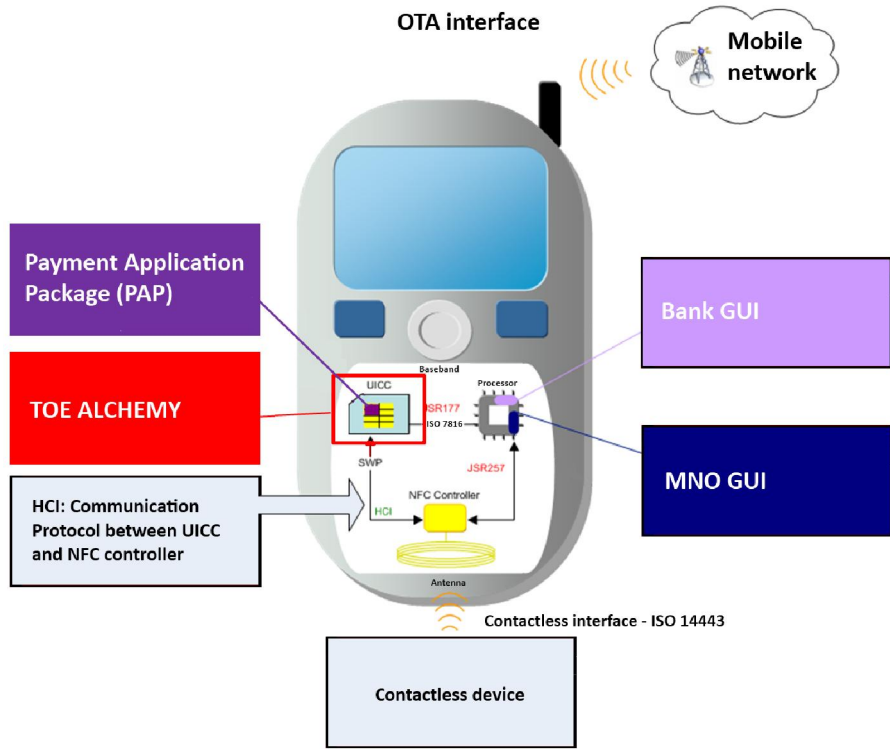 OTA interface
Mobile
network
Payment Application
Package (PAP)
Bank GUI
Baseband
UICC
Processor
TOE ALCHEMY
JSR177
ISO 7816
SWP
JSR257
MNO GUI
HCI: Communication
Protocol between UICC
and NFC controller
NFC Controller
HCI
Antenna
Contactless interface - ISO 14443
Contactless device